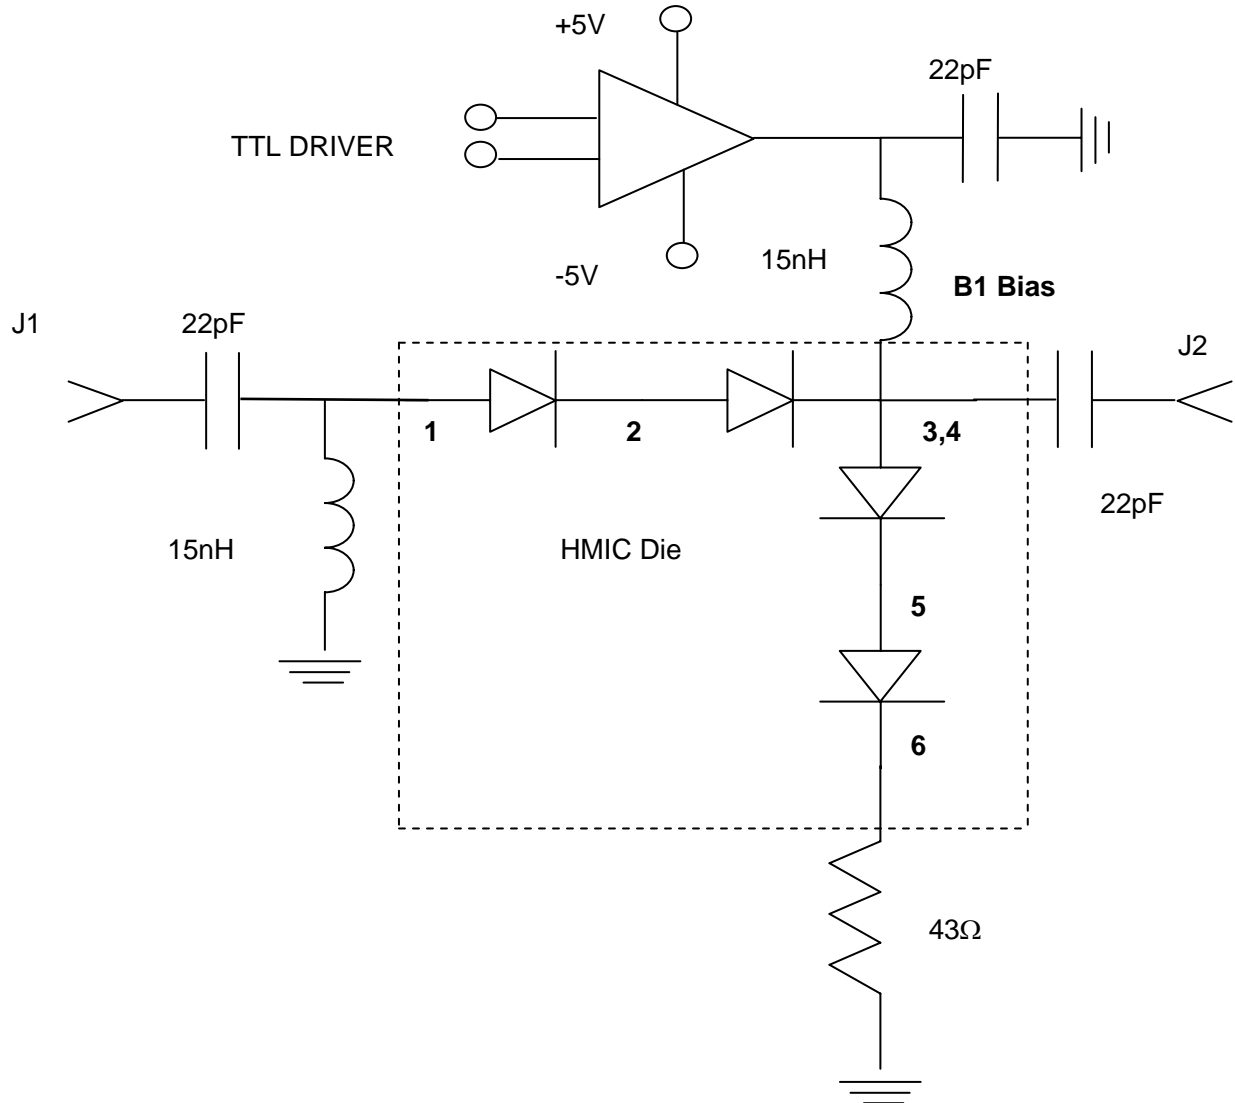 +5V
22pF
TTL DRIVER
15nH
-5V
B1 Bias
J1
22pF
J2
1
2
3,4
22pF
15nH
HMIC Die
5
6
43Ω